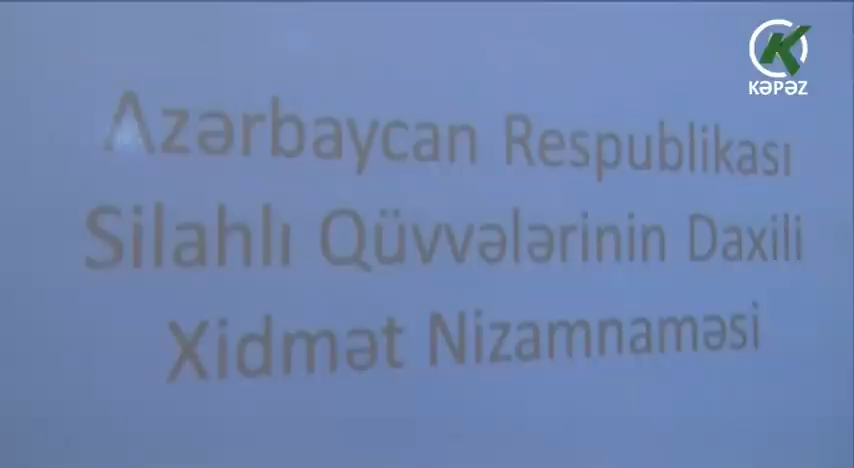 KƏPƏZ
Azərbaycan Respublikası
Silahlı Qüvvələrinin Daxili
Xidmət Nizamnaməsi